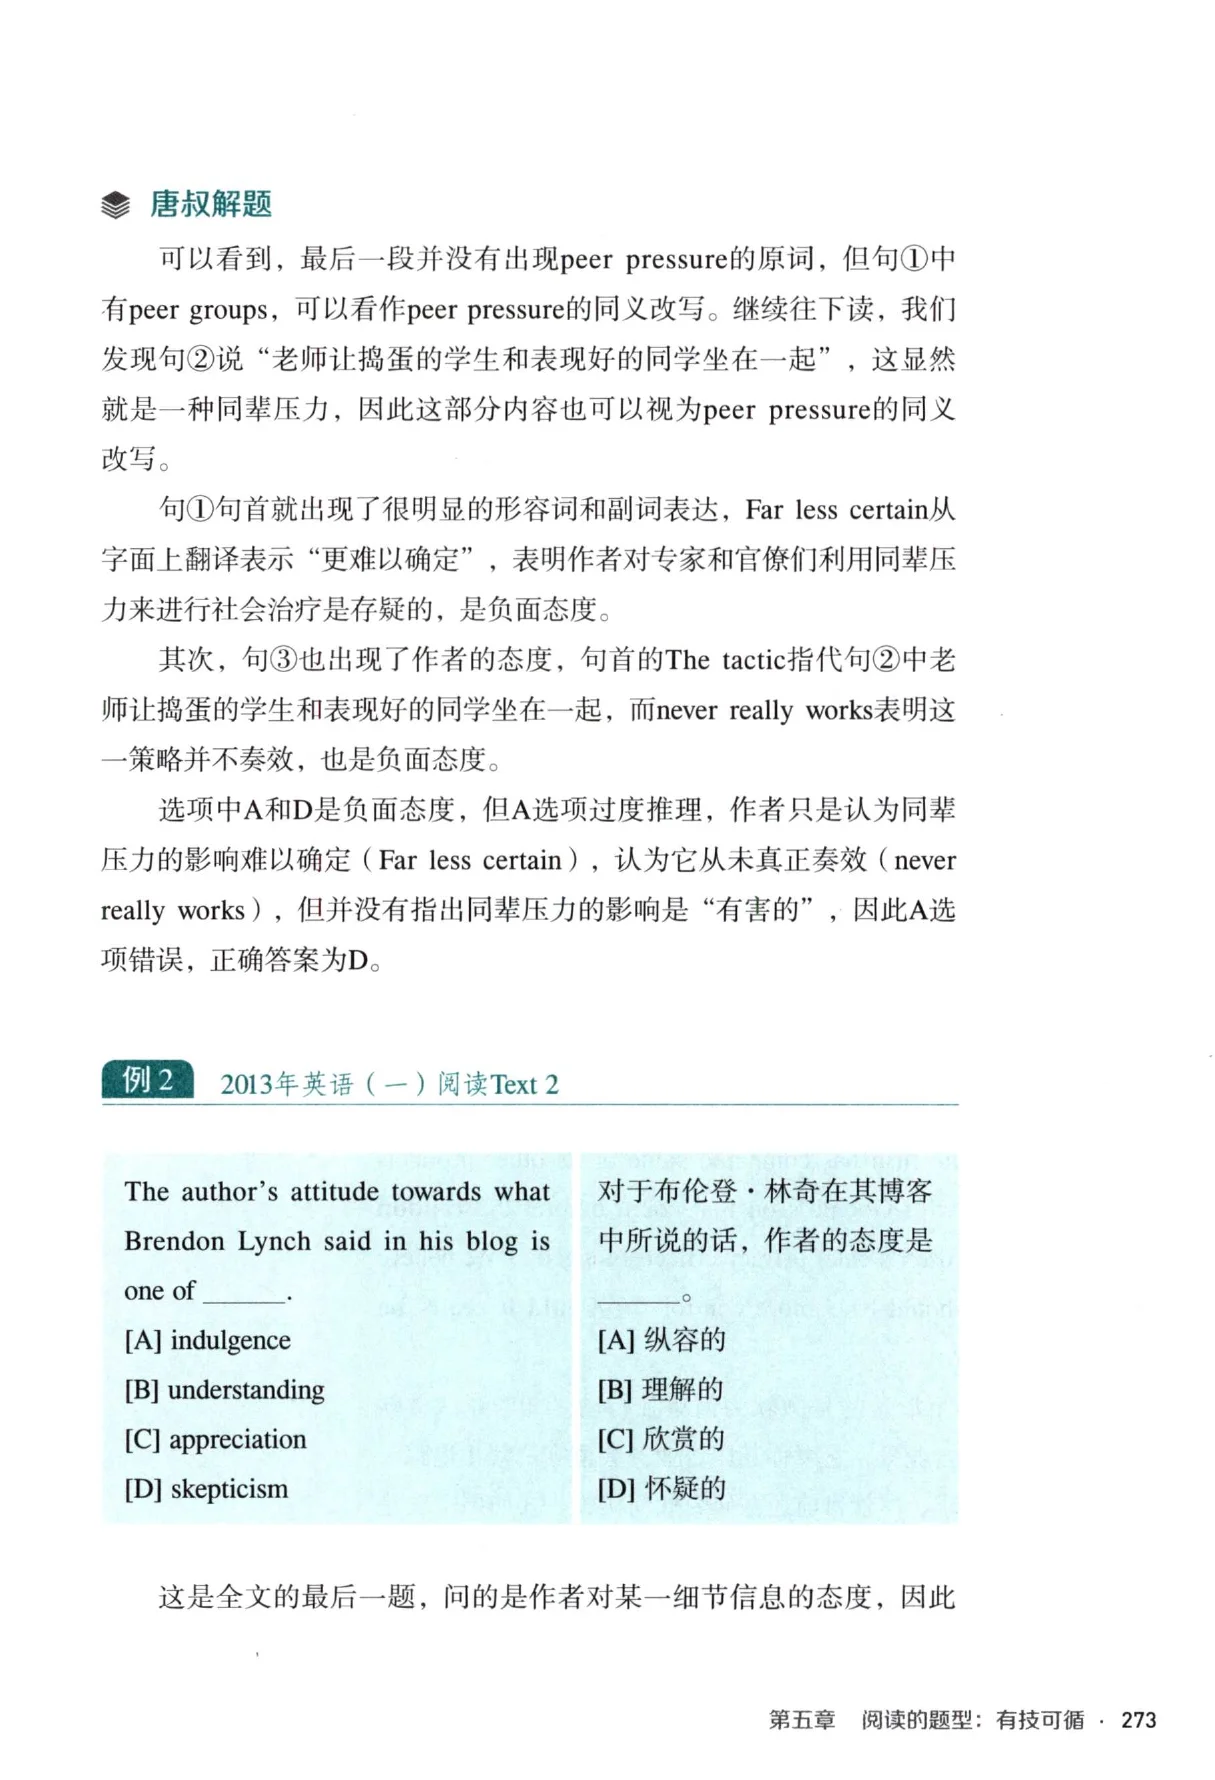 唐叔解题
可以看到，最后一段并没有出现peer pressure的原词，但句①中
有peer groups，可以看作peer pressure的同义改写。继续往下读，我们
发现句②说“老师让捣蛋的学生和表现好的同学坐在一起”，这显然
就是一种同辈压力，因此这部分内容也可以视为peer pressure的同义
改写。
句①句首就出现了很明显的形容词和副词表达，Far less certain从
字面上翻译表示“更难以确定”，表明作者对专家和官僚们利用同辈压
力来进行社会治疗是存疑的，是负面态度。
其次，句③也出现了作者的态度，句首的The tactic指代句②中老
师让捣蛋的学生和表现好的同学坐在一起，而never really works表明这
一策略并不奏效，也是负面态度。
选项中A和D是负面态度，但A选项过度推理，作者只是认为同辈
压力的影响难以确定（Far less certain），认为它从未真正奏效（never
really works），但并没有指出同辈压力的影响是“有害的”，因此A选
项错误，正确答案为D。
例2 2013年英语（一）阅读Text 2
The author's attitude towards what
Brendon Lynch said in his blog is
one of ______.
[A] indulgence
[B] understanding
[C] appreciation
[D] skepticism
对于布伦登·林奇在其博客
中所说的话，作者的态度是
______。
[A] 纵容的
[B] 理解的
[C] 欣赏的
[D] 怀疑的
这是全文的最后一题，问的是作者对某一细节信息的态度，因此
第五章 阅读的题型：有技可循 · 273